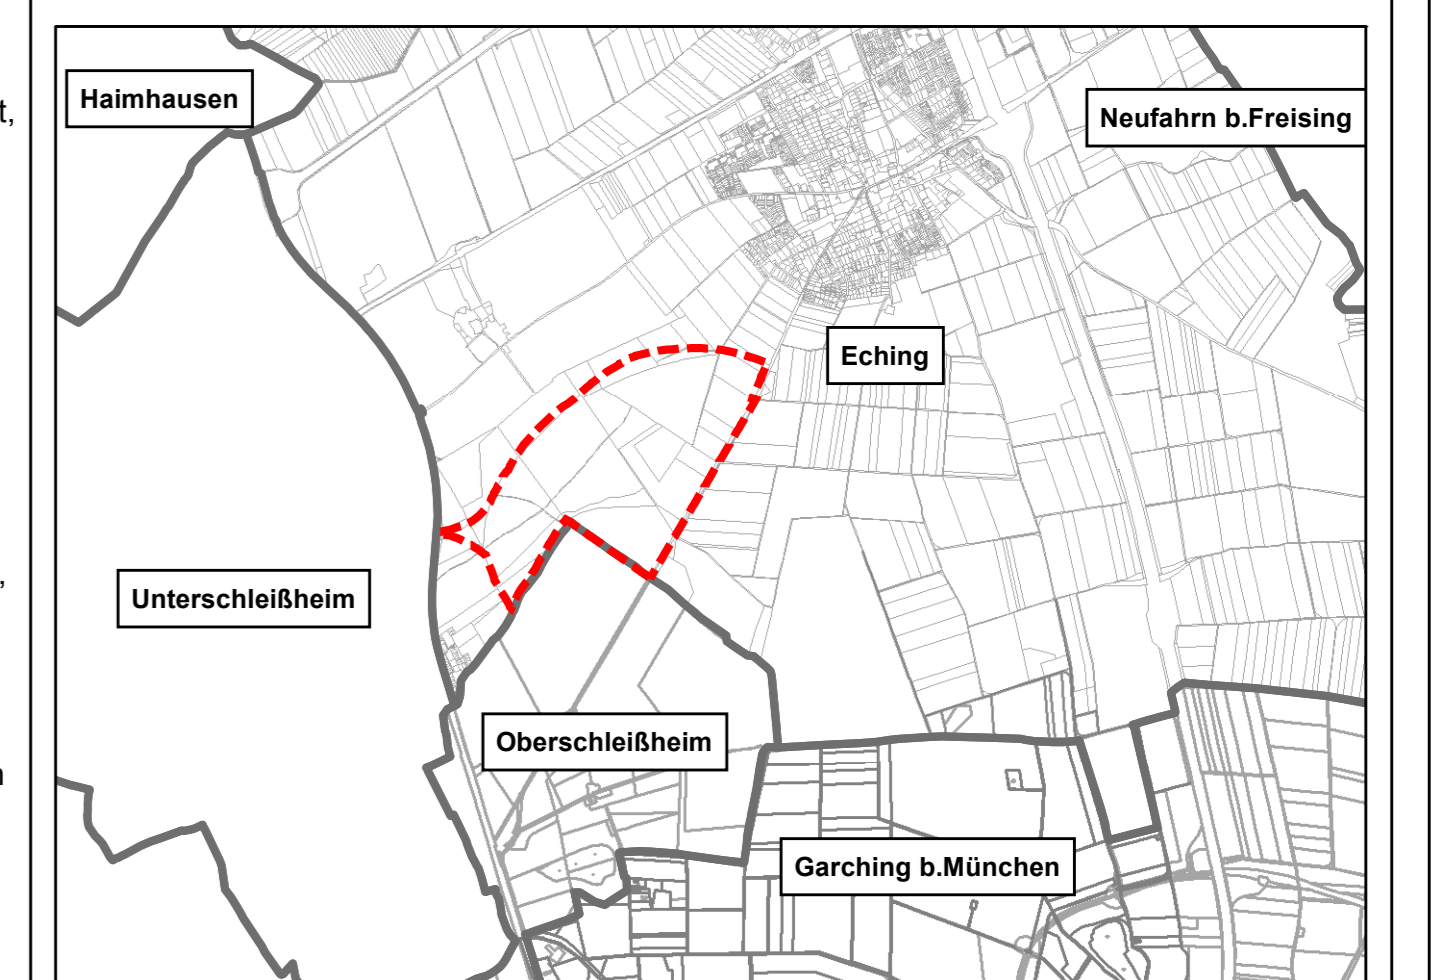 Haimhausen
t,
Neufahrn b.Freising
Eching
,
Unterschleißheim
Oberschleißheim
n
Garching b.München